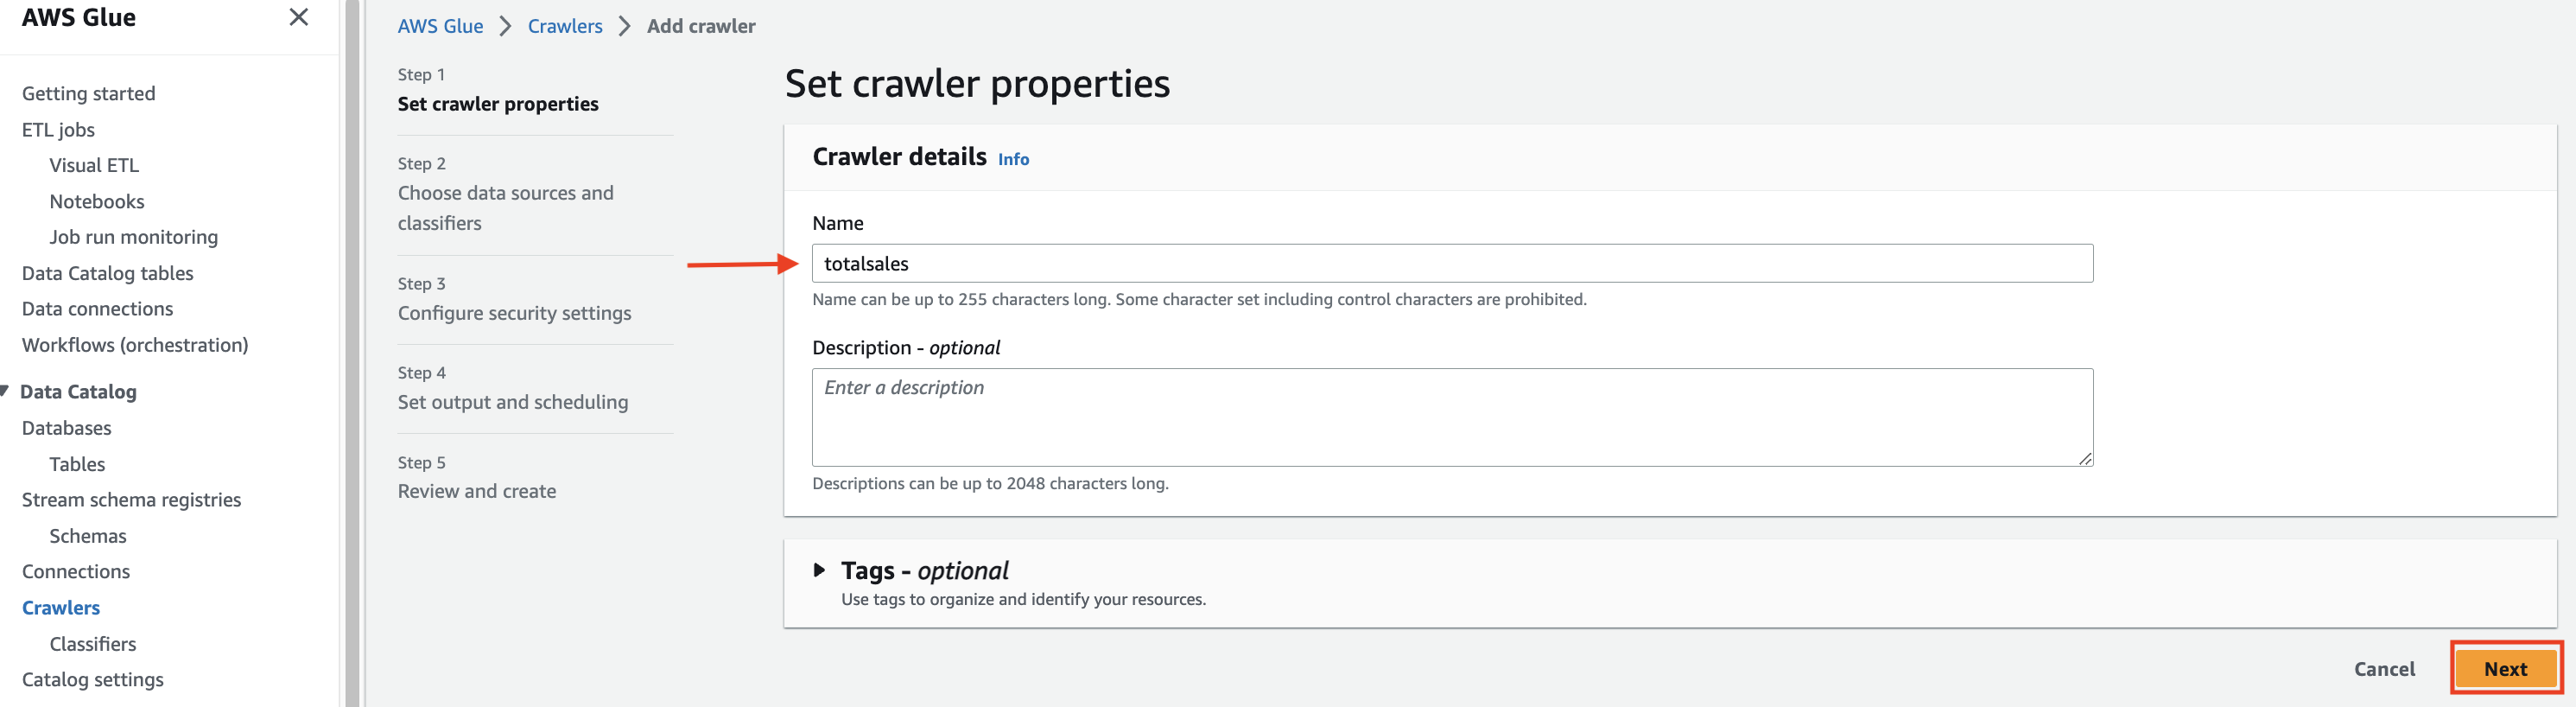 AWS Glue
Getting started
ETL jobs
Visual ETL
Notebooks
Job run monitoring
Data Catalog tables
Data connections
Workflows (orchestration)
Data Catalog
Databases
Tables
Stream schema registries
Schemas
Connections
Crawlers
Classifiers
Catalog settings
AWS Glue > Crawlers > Add crawler
Step 1
Set crawler properties
Step 2
Choose data sources and
classifiers
Step 3
Configure security settings
Step 4
Set output and scheduling
Step 5
Review and create
Set crawler properties
Crawler details Info
Name
totalsales
Name can be up to 255 characters long. Some character set including control characters are prohibited.
Description - optional
Enter a description
Descriptions can be up to 2048 characters long.
Tags - optional
Use tags to organize and identify your resources.
Cancel Next